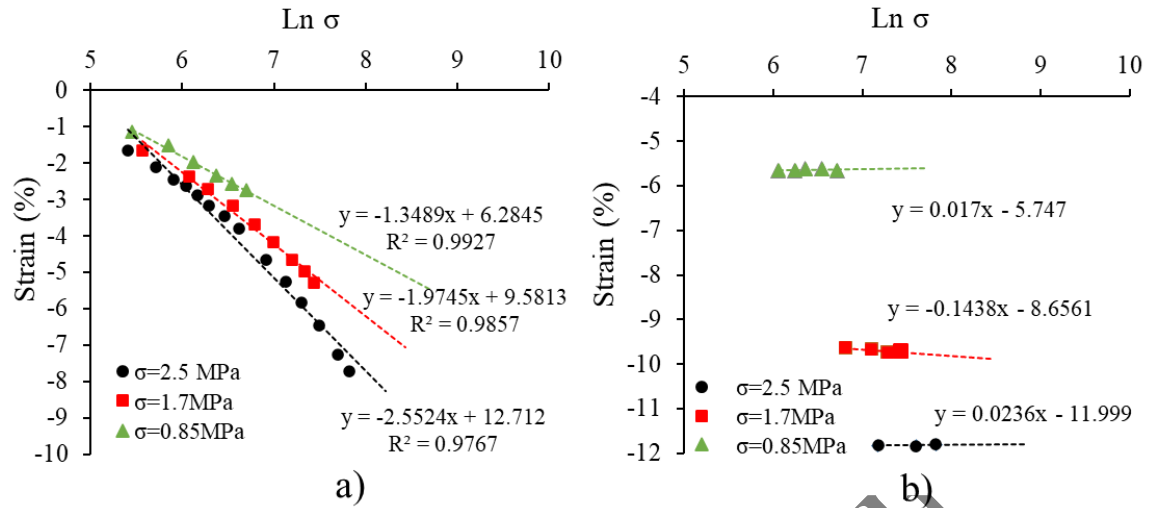 Ln σ
5 6 7 8 9 10
0
-1
-2
-3
-4
-5
-6
-7
-8
-9
-10
Strain (%)
y = -1.3489x + 6.2845
R² = 0.9927
y = -1.9745x + 9.5813
R² = 0.9857
y = -2.5524x + 12.712
R² = 0.9767
σ=2.5 MPa
σ=1.7MPa
σ=0.85MPa
a)
Ln σ
5 6 7 8 9 10
-4
-5
-6
-7
-8
-9
-10
-11
-12
Strain (%)
y = 0.017x - 5.747
y = -0.1438x - 8.6561
y = 0.0236x - 11.999
σ=2.5 MPa
σ=1.7MPa
σ=0.85MPa
b)